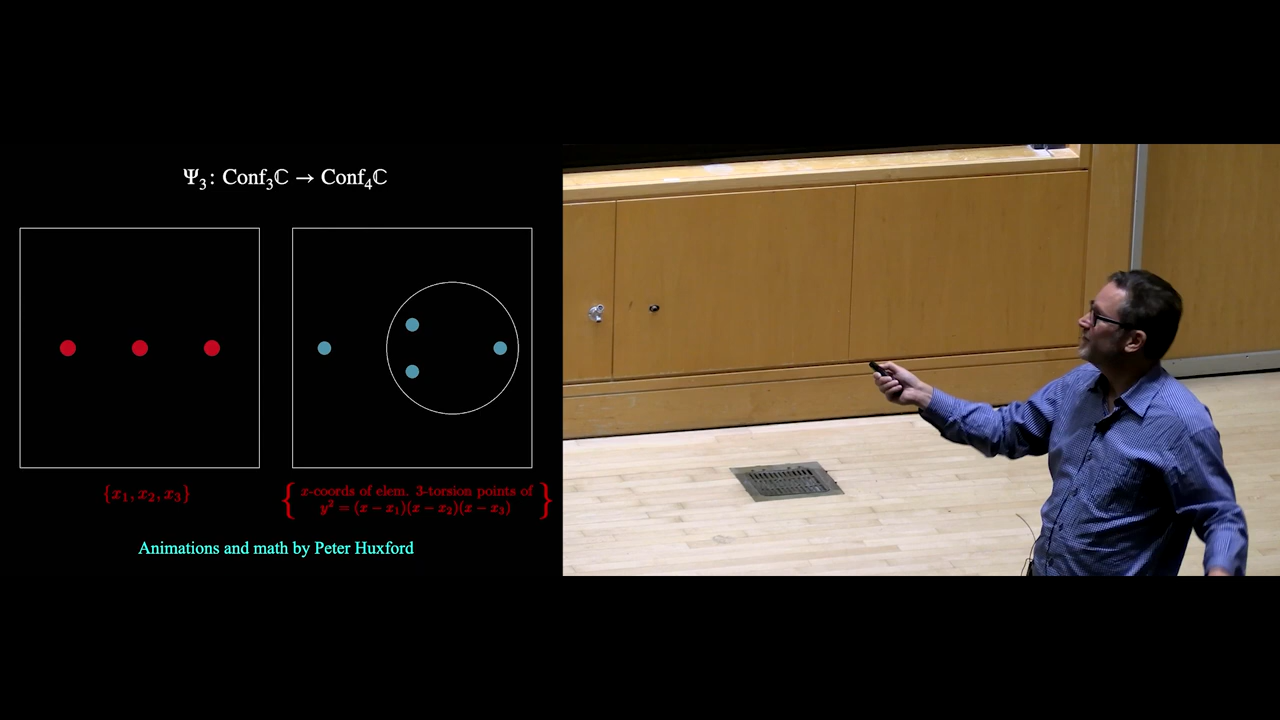 Ψ₃: Conf₃ℂ → Conf₄ℂ
{x₁, x₂, x₃}
{ x-coords of elem. 3-torsion points of
y² = (x − x₁)(x − x₂)(x − x₃) }
Animations and math by Peter Huxford